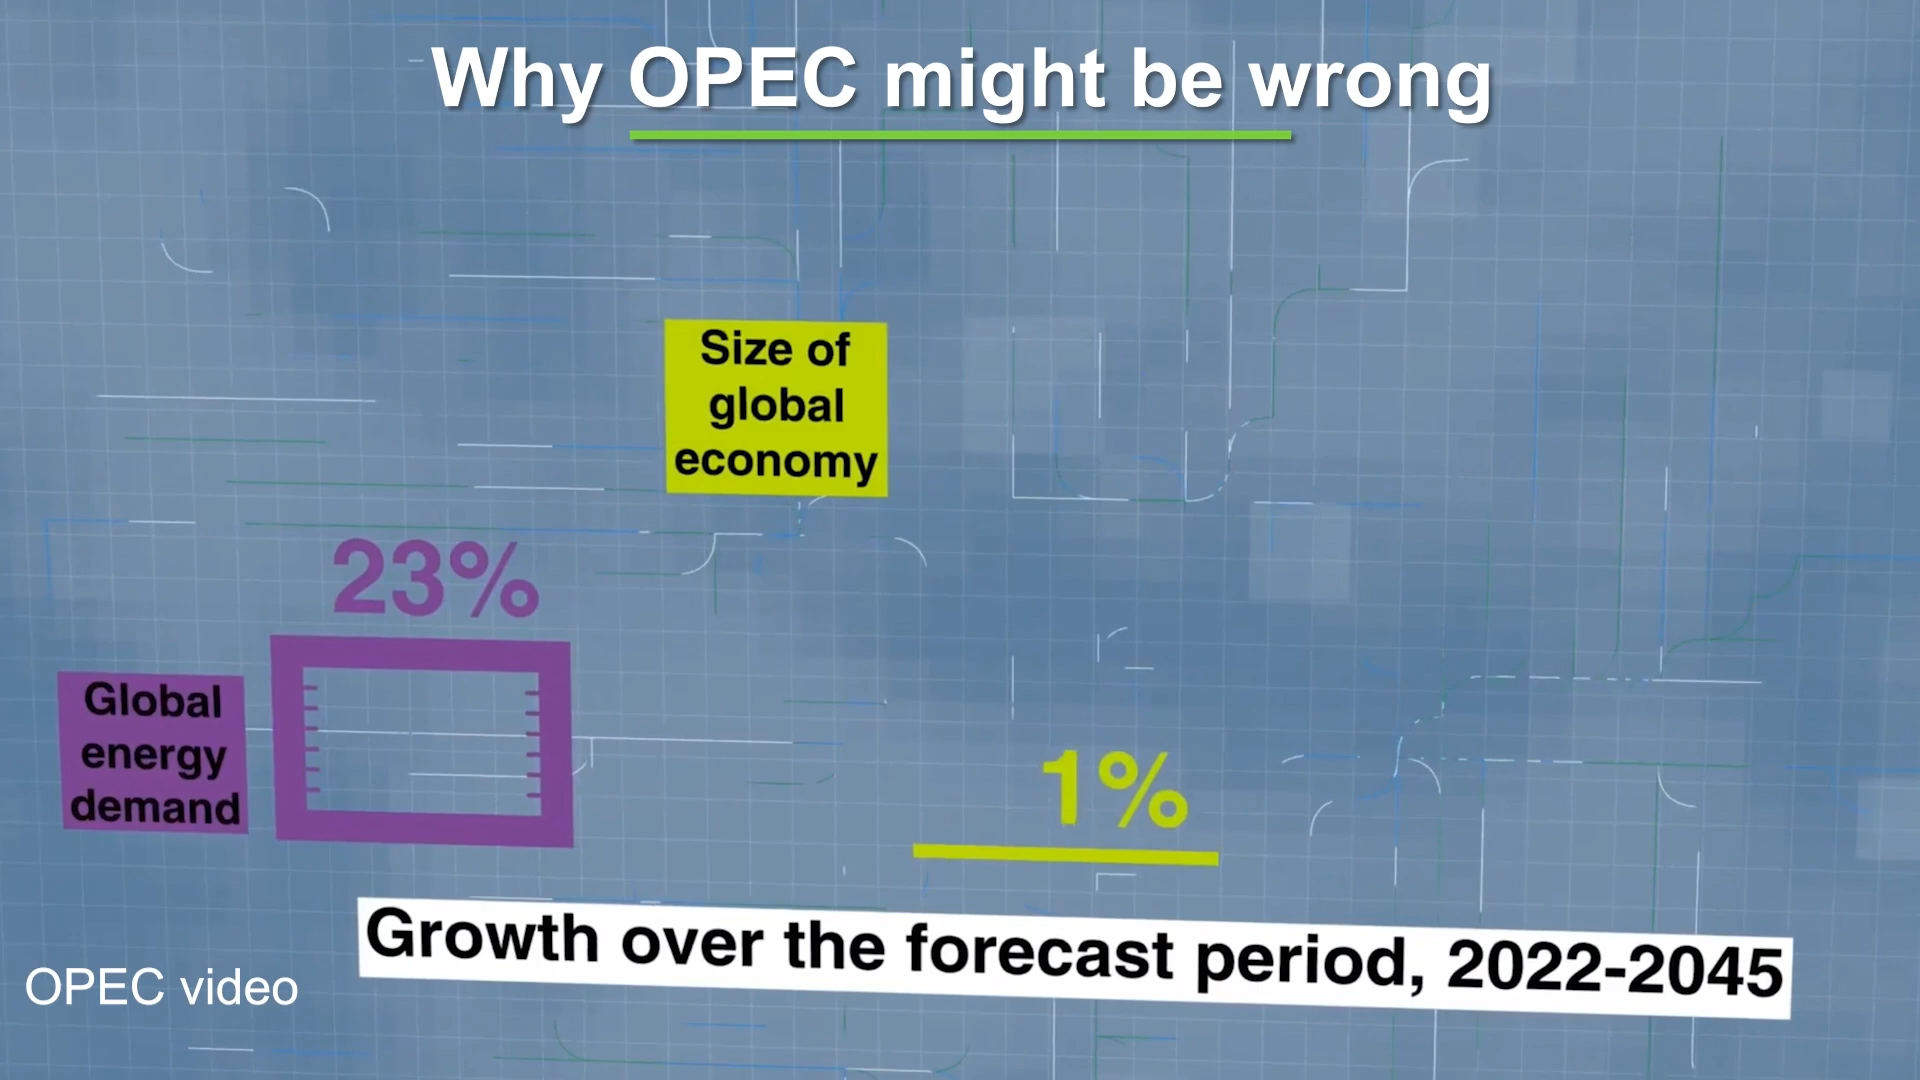 Why OPEC might be wrong
Size of
global
economy
23%
Global
energy
demand
1%
Growth over the forecast period, 2022-2045
OPEC video